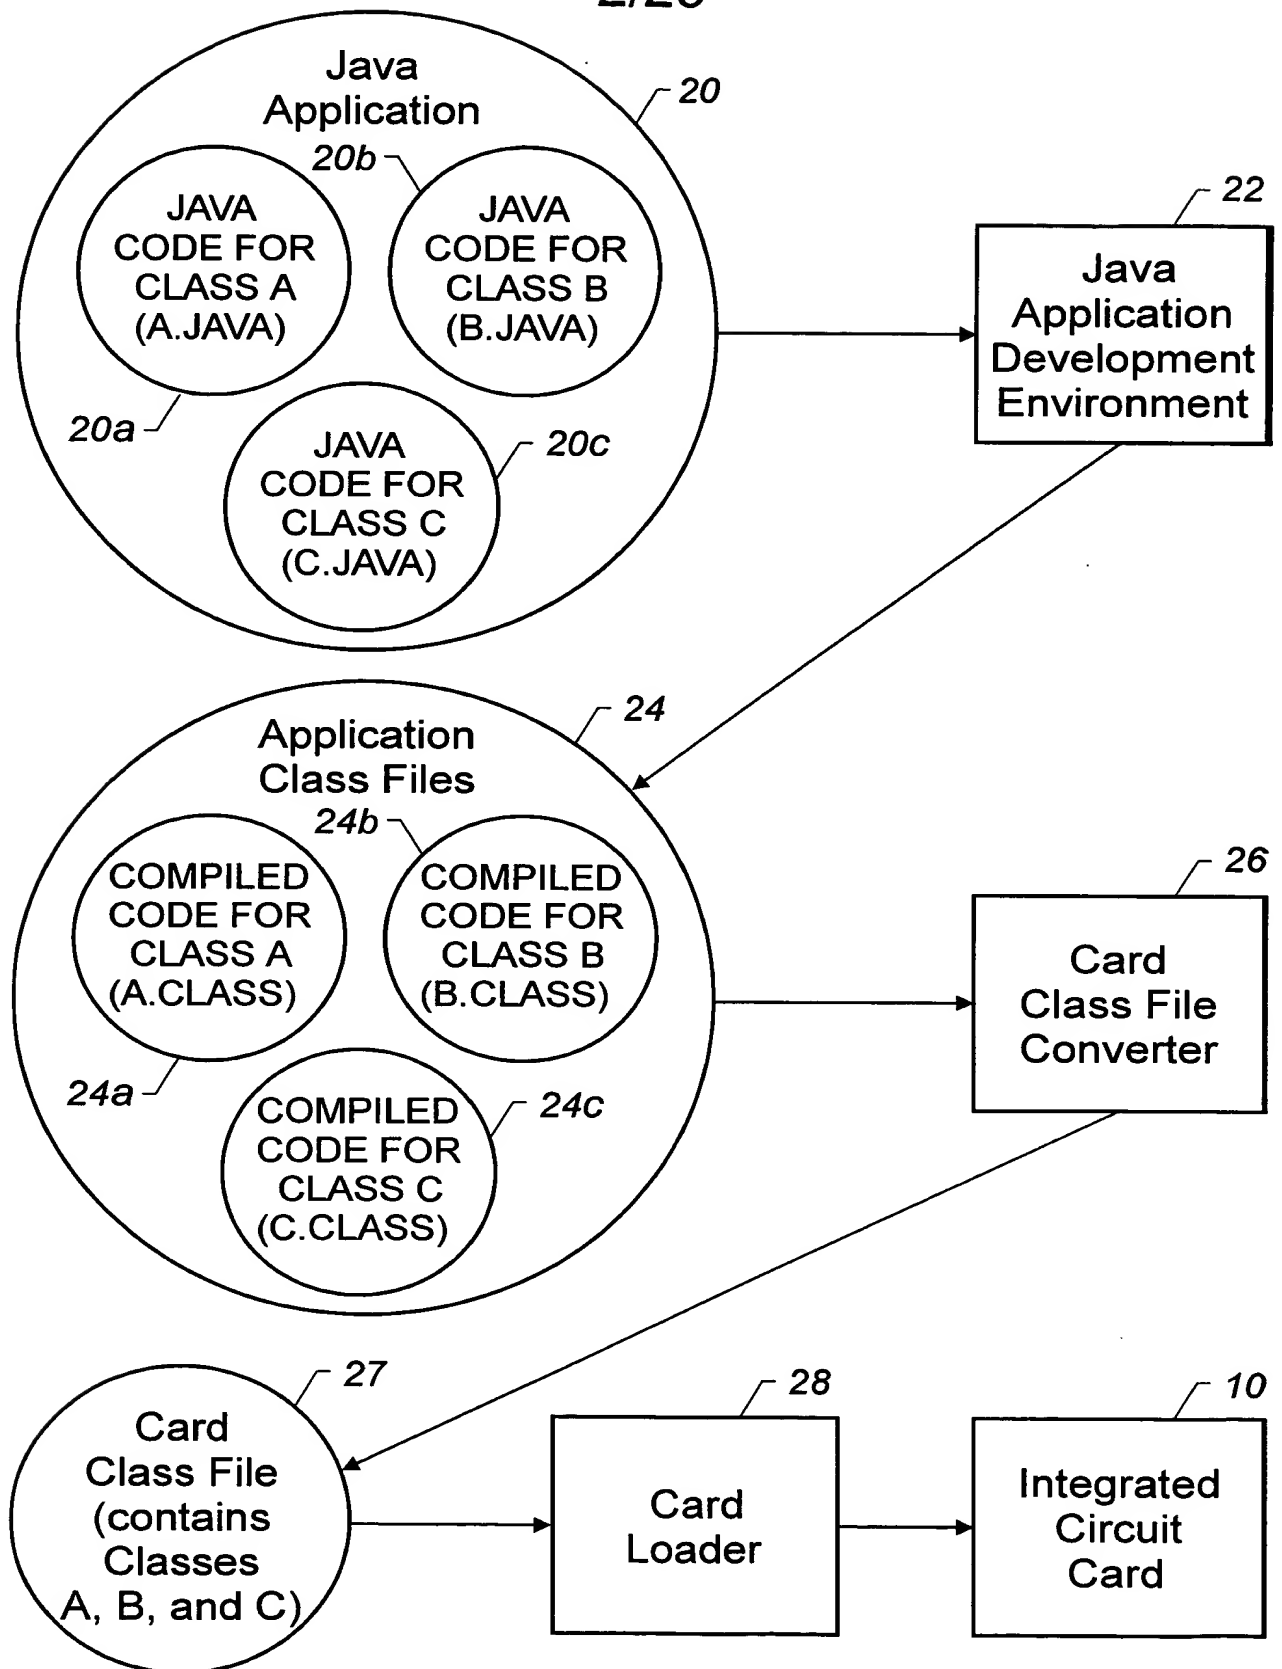 Java
Application
20
20b
JAVA
CODE FOR
CLASS A
(A.JAVA)
JAVA
CODE FOR
CLASS B
(B.JAVA)
20a
JAVA
CODE FOR
CLASS C
(C.JAVA)
20c
22
Java
Application
Development
Environment
24
Application
Class Files
24b
COMPILED
CODE FOR
CLASS A
(A.CLASS)
COMPILED
CODE FOR
CLASS B
(B.CLASS)
24a
COMPILED
CODE FOR
CLASS C
(C.CLASS)
24c
26
Card
Class File
Converter
27
Card
Class File
(contains
Classes
A, B, and C)
28
Card
Loader
10
Integrated
Circuit
Card